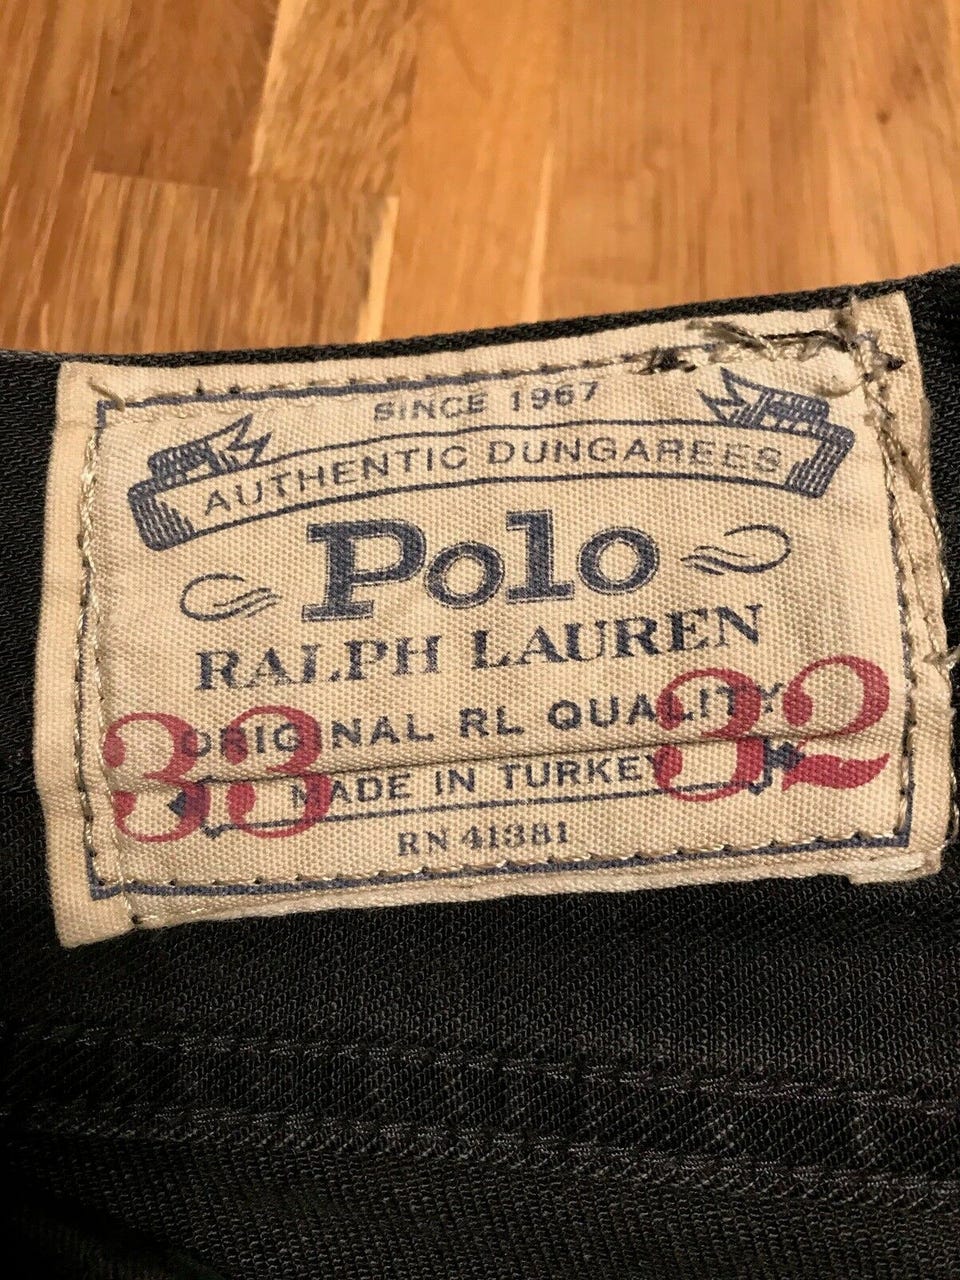 SINCE 1967
AUTHENTIC DUNGAREES
Polo
RALPH LAUREN
ORIGINAL RL QUALITY
33 32
MADE IN TURKEY
RN 41381